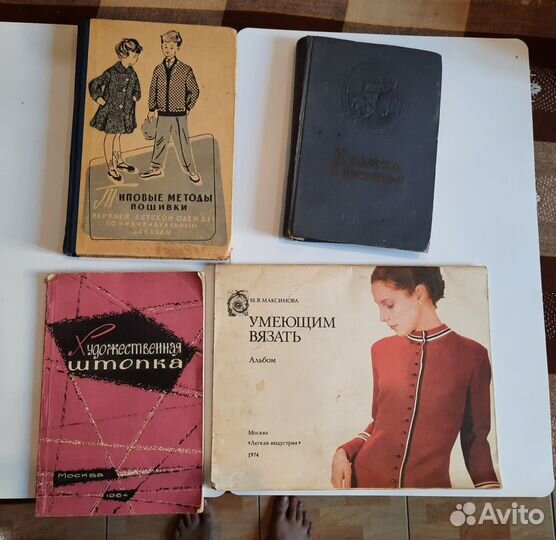 Типовые методы
пошивки
верхней детской одежды
по индивидуальным
заказам
Кройка
Художественная
штопка
Москва
1964
М.В.МАКСИМОВА
УМЕЮЩИМ
ВЯЗАТЬ
Альбом
Москва
«Легкая индустрия»
1974
Avito